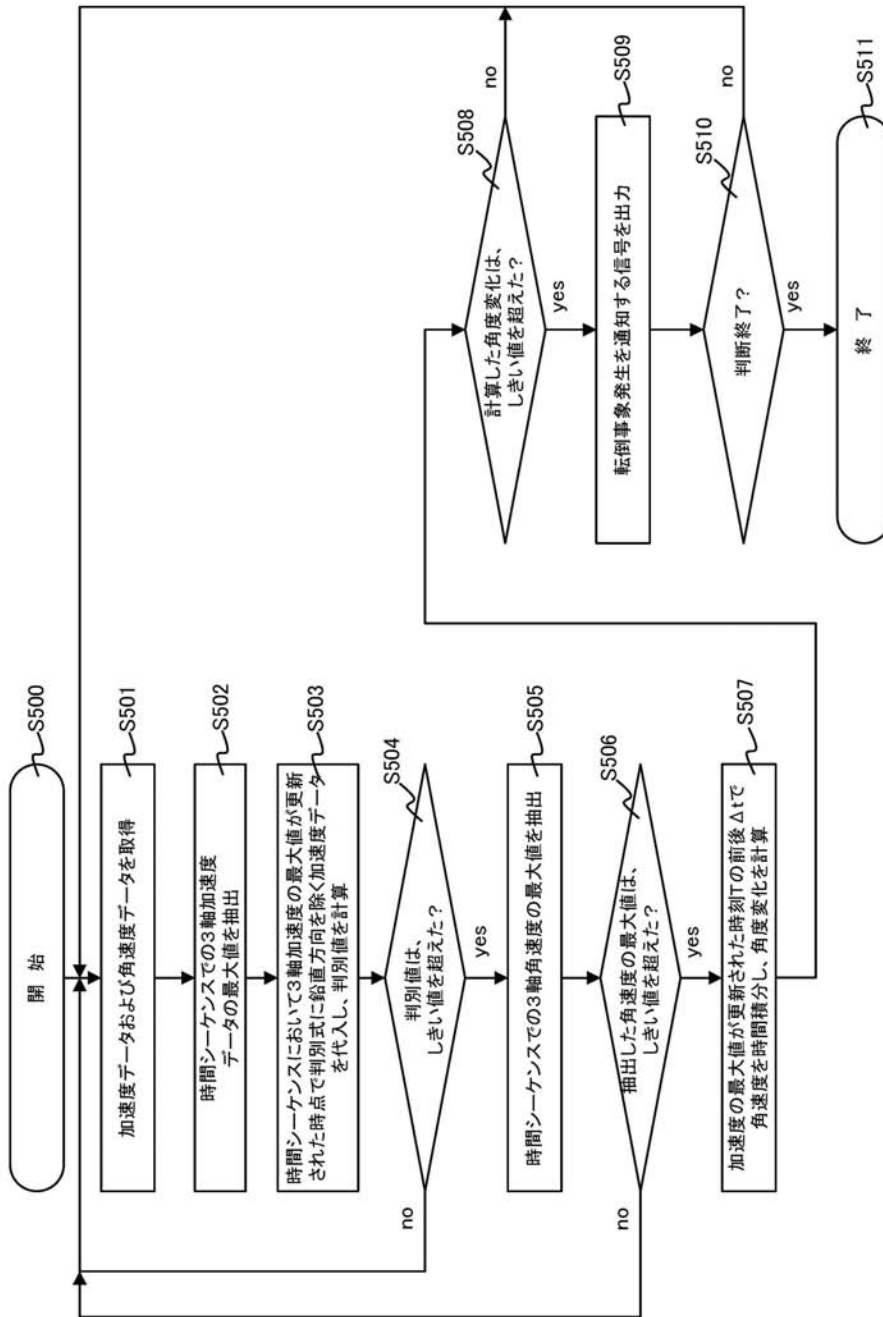 開 始
S500
加速度データおよび角速度データを取得
S501
時間シーケンスでの3軸加速度
データの最大値を抽出
S502
時間シーケンスにおいて3軸加速度の最大値が更新
された時点で判別式に鉛直方向を除く加速度データ
を代入し、判別値を計算
S503
判別値は、
しきい値を超えた？
S504
no
yes
時間シーケンスでの3軸角速度の最大値を抽出
S505
抽出した角速度の最大値は、
しきい値を超えた？
S506
no
yes
加速度の最大値が更新された時刻Tの前後Δtで
角速度を時間積分し、角度変化を計算
S507
計算した角度変化は、
しきい値を超えた？
S508
no
yes
転倒事象発生を通知する信号を出力
S509
判断終了？
S510
no
yes
終 了
S511